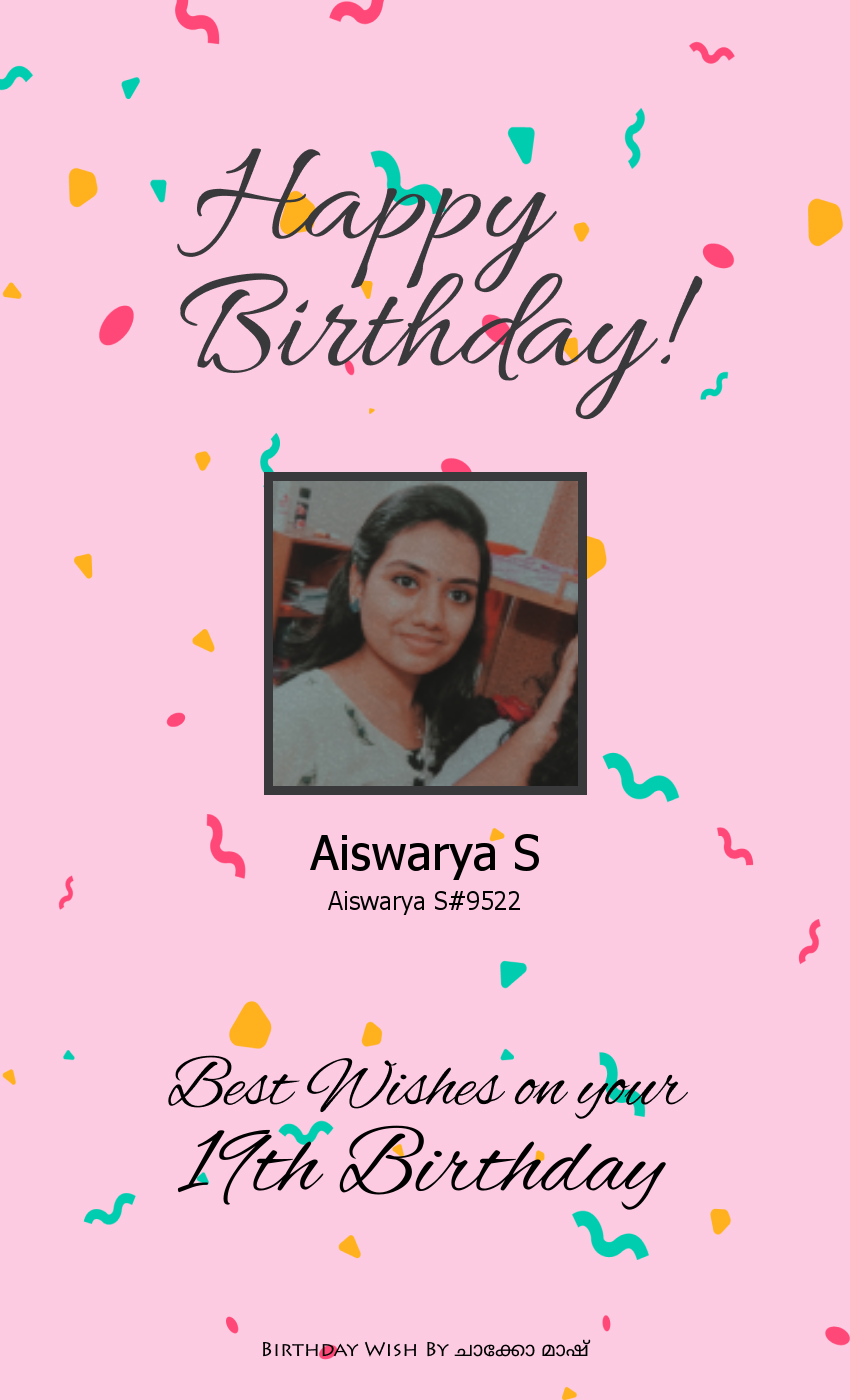 Happy
Birthday!
Aiswarya S
Aiswarya S#9522
Best Wishes on your
19th Birthday
Birthday Wish By ചാക്കോ മാഷ്